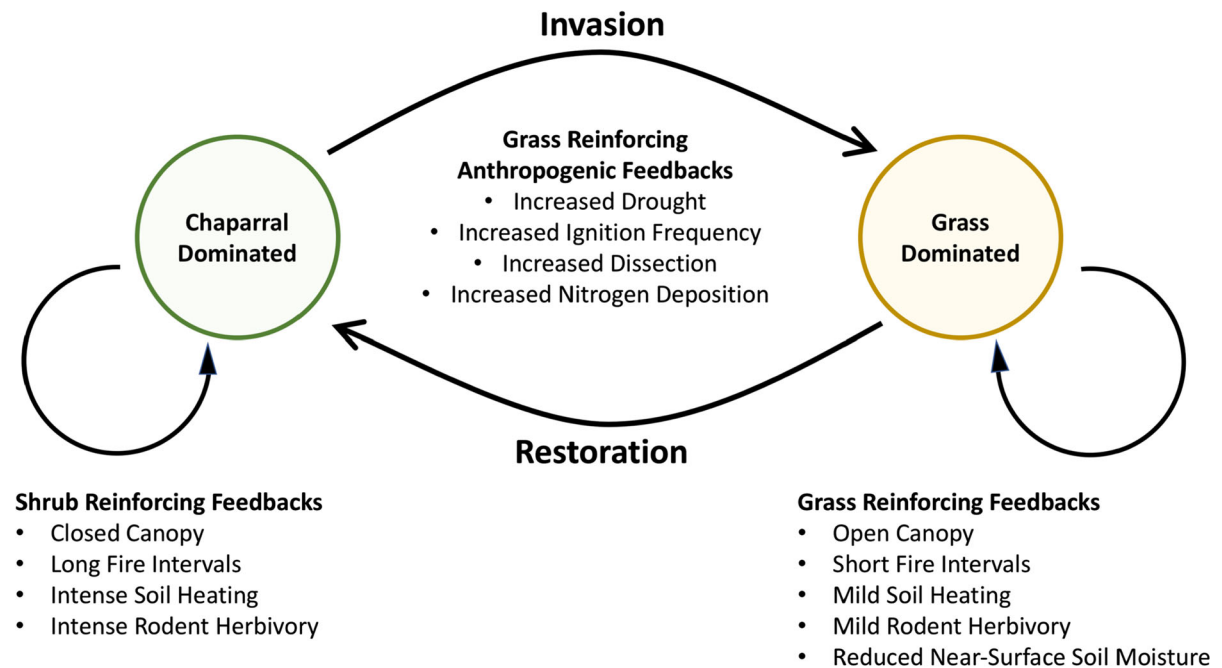 Invasion
Grass Reinforcing
Anthropogenic Feedbacks
• Increased Drought
• Increased Ignition Frequency
• Increased Dissection
• Increased Nitrogen Deposition
Chaparral
Dominated
Grass
Dominated
Restoration
Shrub Reinforcing Feedbacks
• Closed Canopy
• Long Fire Intervals
• Intense Soil Heating
• Intense Rodent Herbivory
Grass Reinforcing Feedbacks
• Open Canopy
• Short Fire Intervals
• Mild Soil Heating
• Mild Rodent Herbivory
• Reduced Near-Surface Soil Moisture